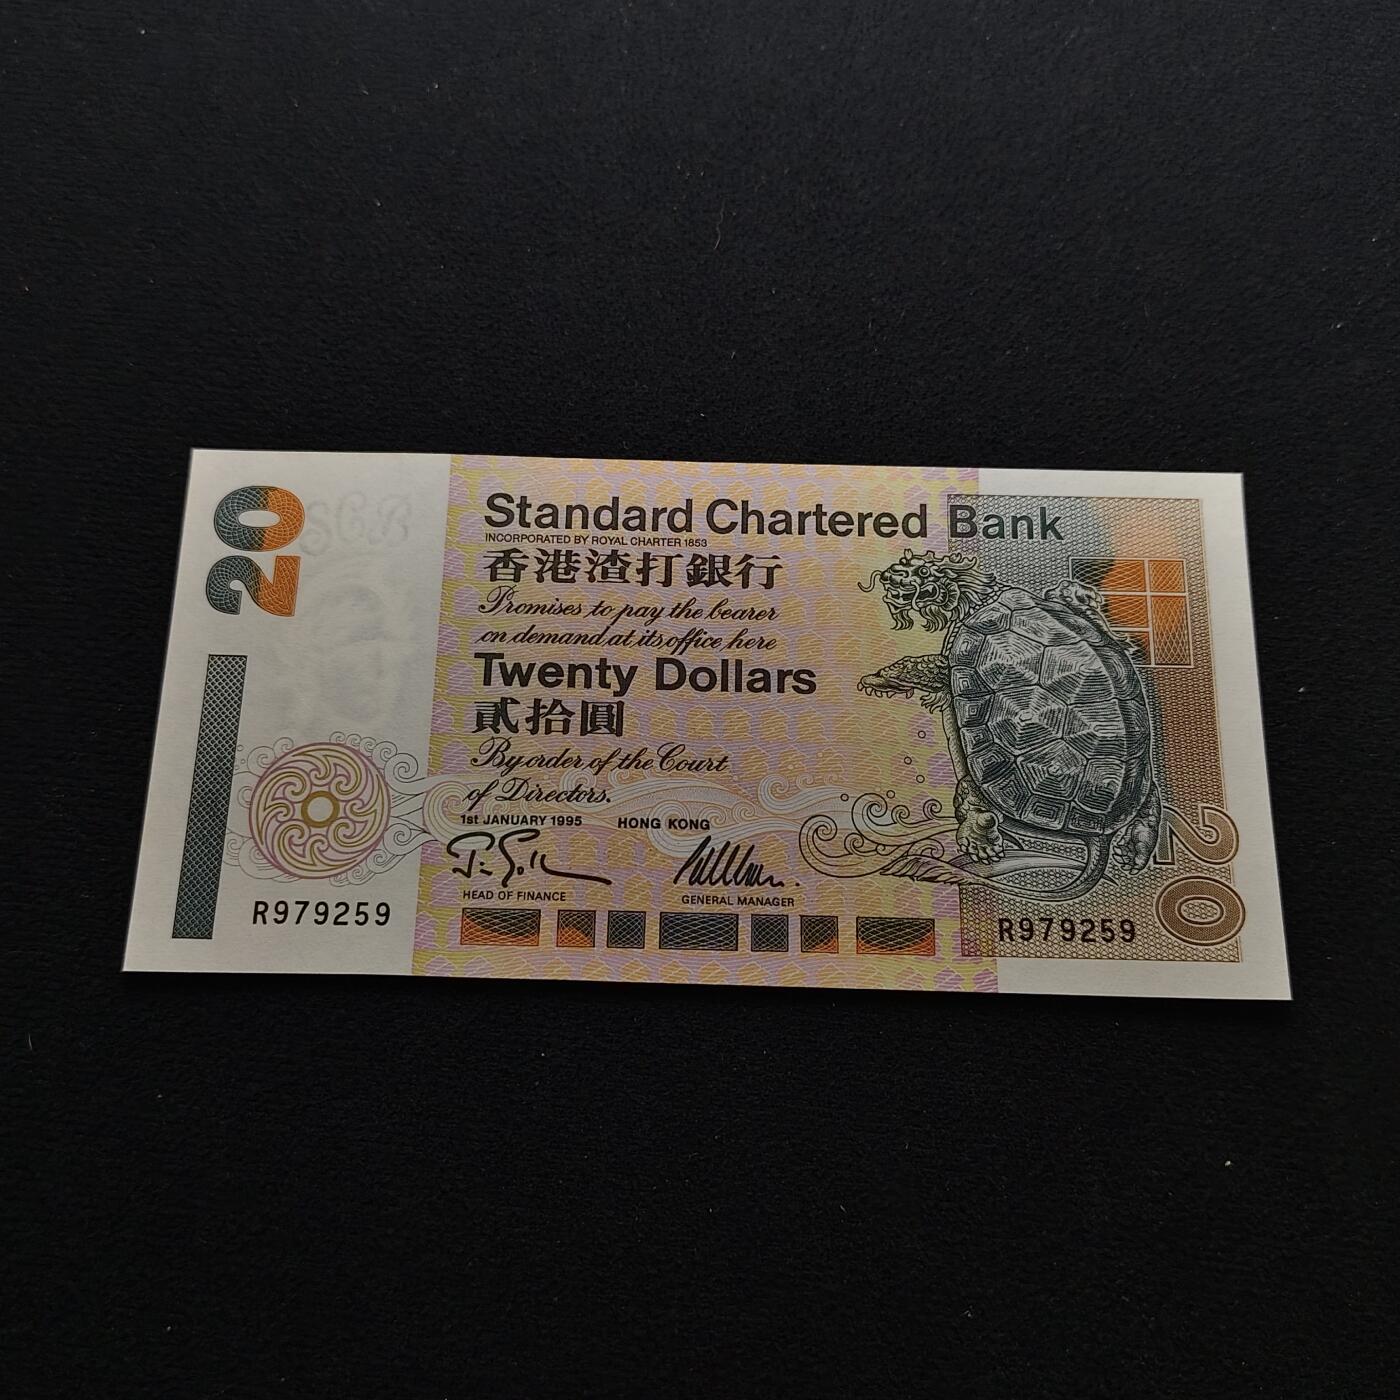 20
SCB
Standard Chartered Bank
INCORPORATED BY ROYAL CHARTER 1853
香港渣打銀行
Promises to pay the bearer
on demand at its office here
Twenty Dollars
貳拾圓
By order of the Court
of Directors.
1st JANUARY 1995 HONG KONG
HEAD OF FINANCE GENERAL MANAGER
R979259 R979259
20